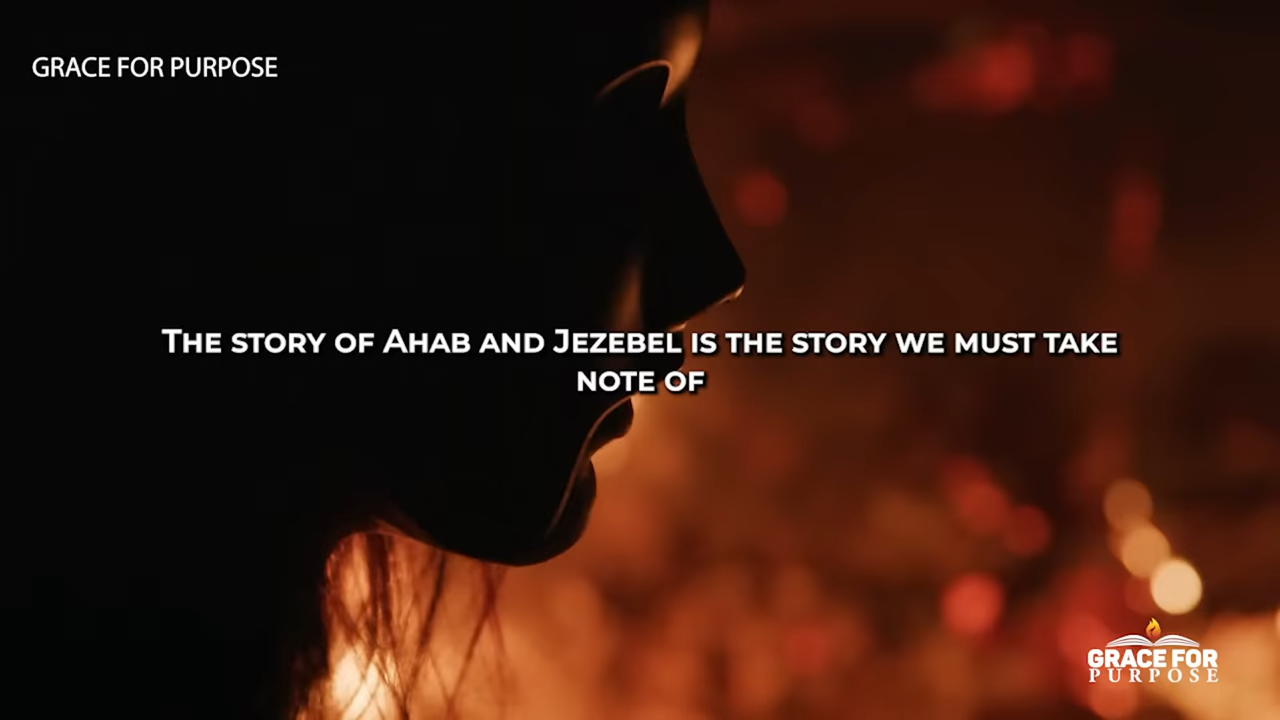 GRACE FOR PURPOSE
The story of Ahab and Jezebel is the story we must take
note of
GRACE FOR
PURPOSE